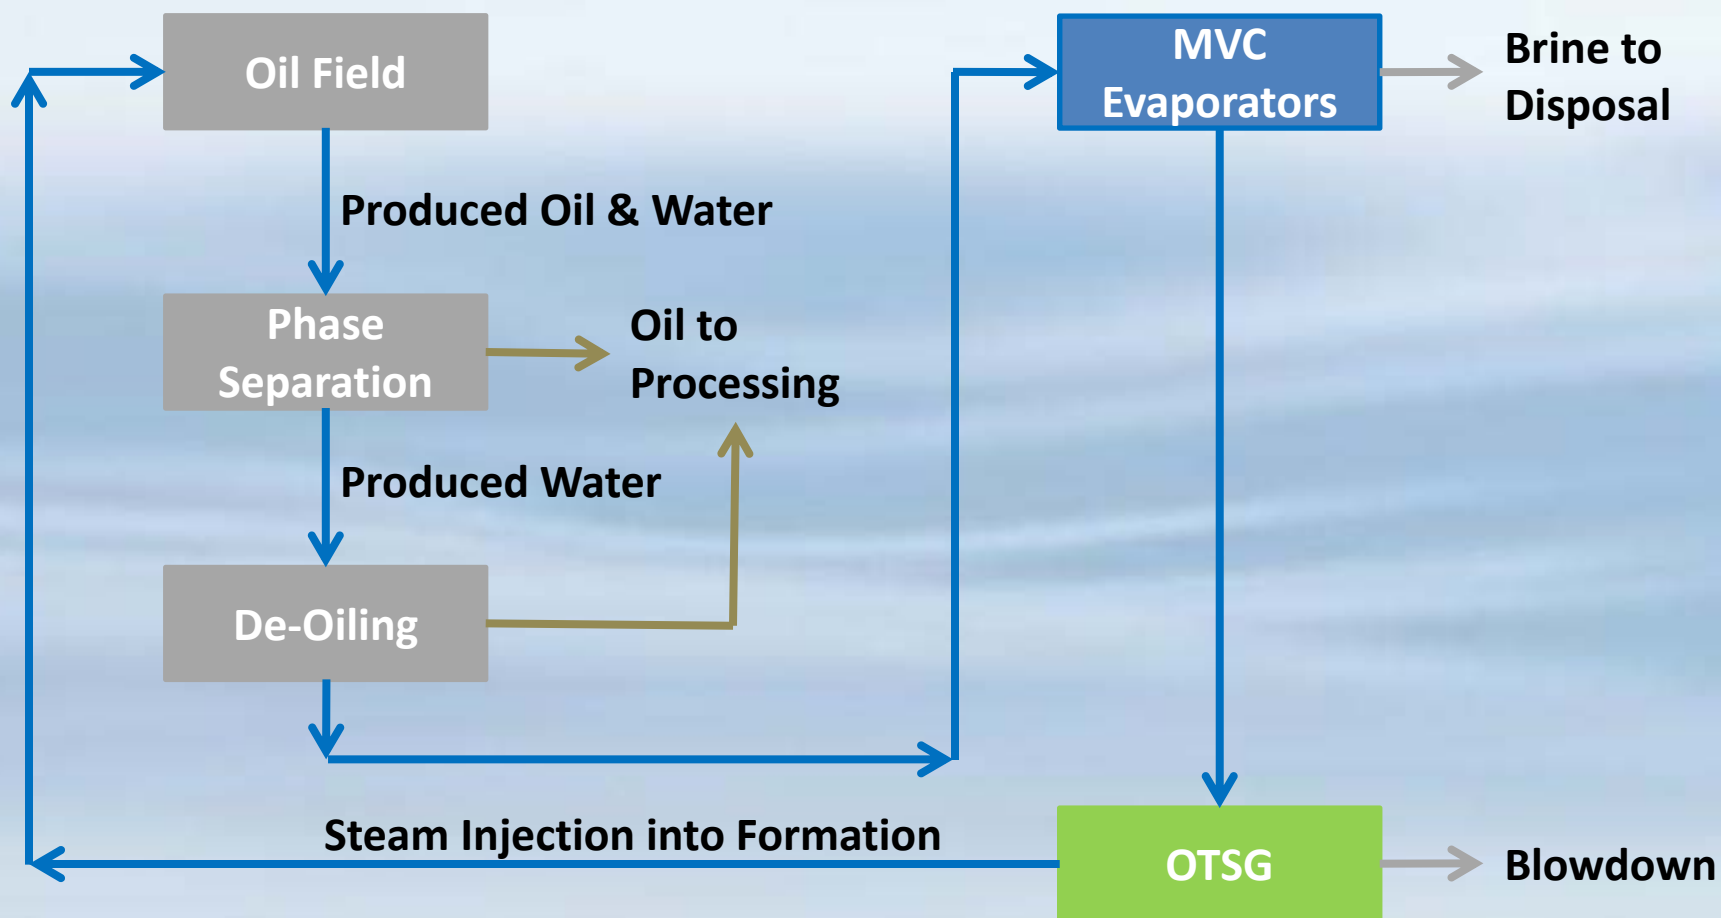 Oil Field
Produced Oil & Water
Phase
Separation
Oil to
Processing
Produced Water
De-Oiling
MVC
Evaporators
Brine to
Disposal
Steam Injection into Formation
OTSG
Blowdown